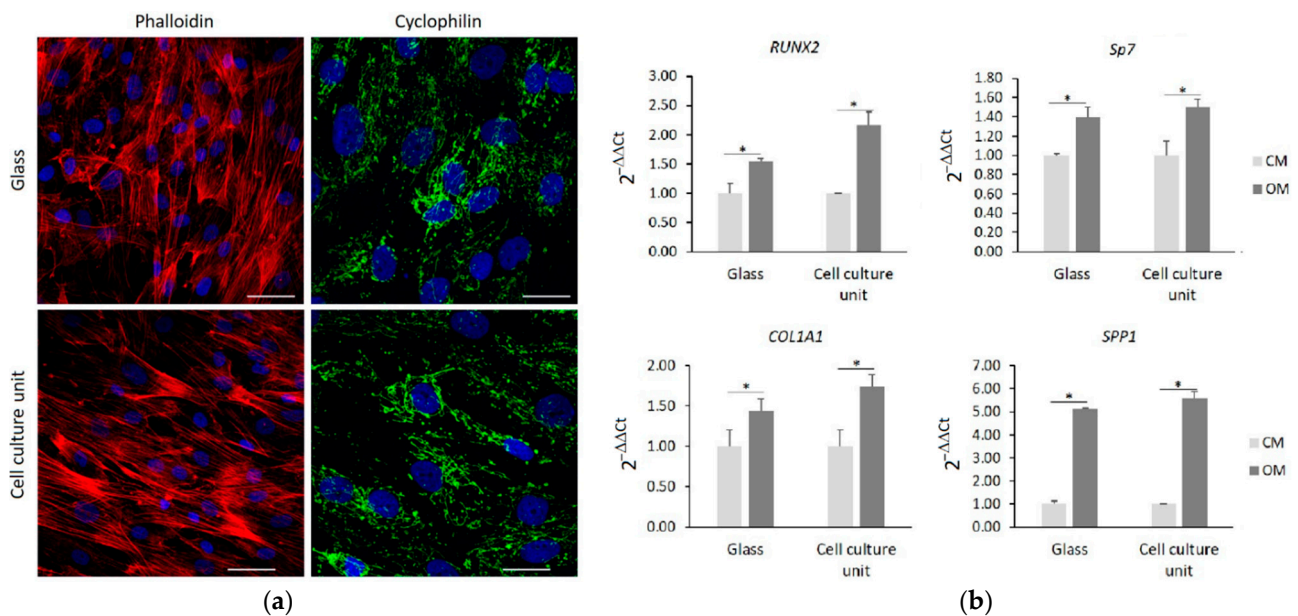 Phalloidin
Cyclophilin
Glass
Cell culture unit
(a)
RUNX2
2^−ΔΔCt
3.00
2.50
2.00
1.50
1.00
0.50
0.00
*
*
Glass
Cell culture
unit
Sp7
2^−ΔΔCt
1.80
1.60
1.40
1.20
1.00
0.80
0.60
0.40
0.20
0.00
*
*
Glass
Cell culture
unit
CM
OM
COL1A1
2^−ΔΔCt
2.00
1.50
1.00
0.50
0.00
*
*
Glass
Cell culture
unit
SPP1
2^−ΔΔCt
7.00
6.00
5.00
4.00
3.00
2.00
1.00
0.00
*
*
Glass
Cell culture
unit
CM
OM
(b)